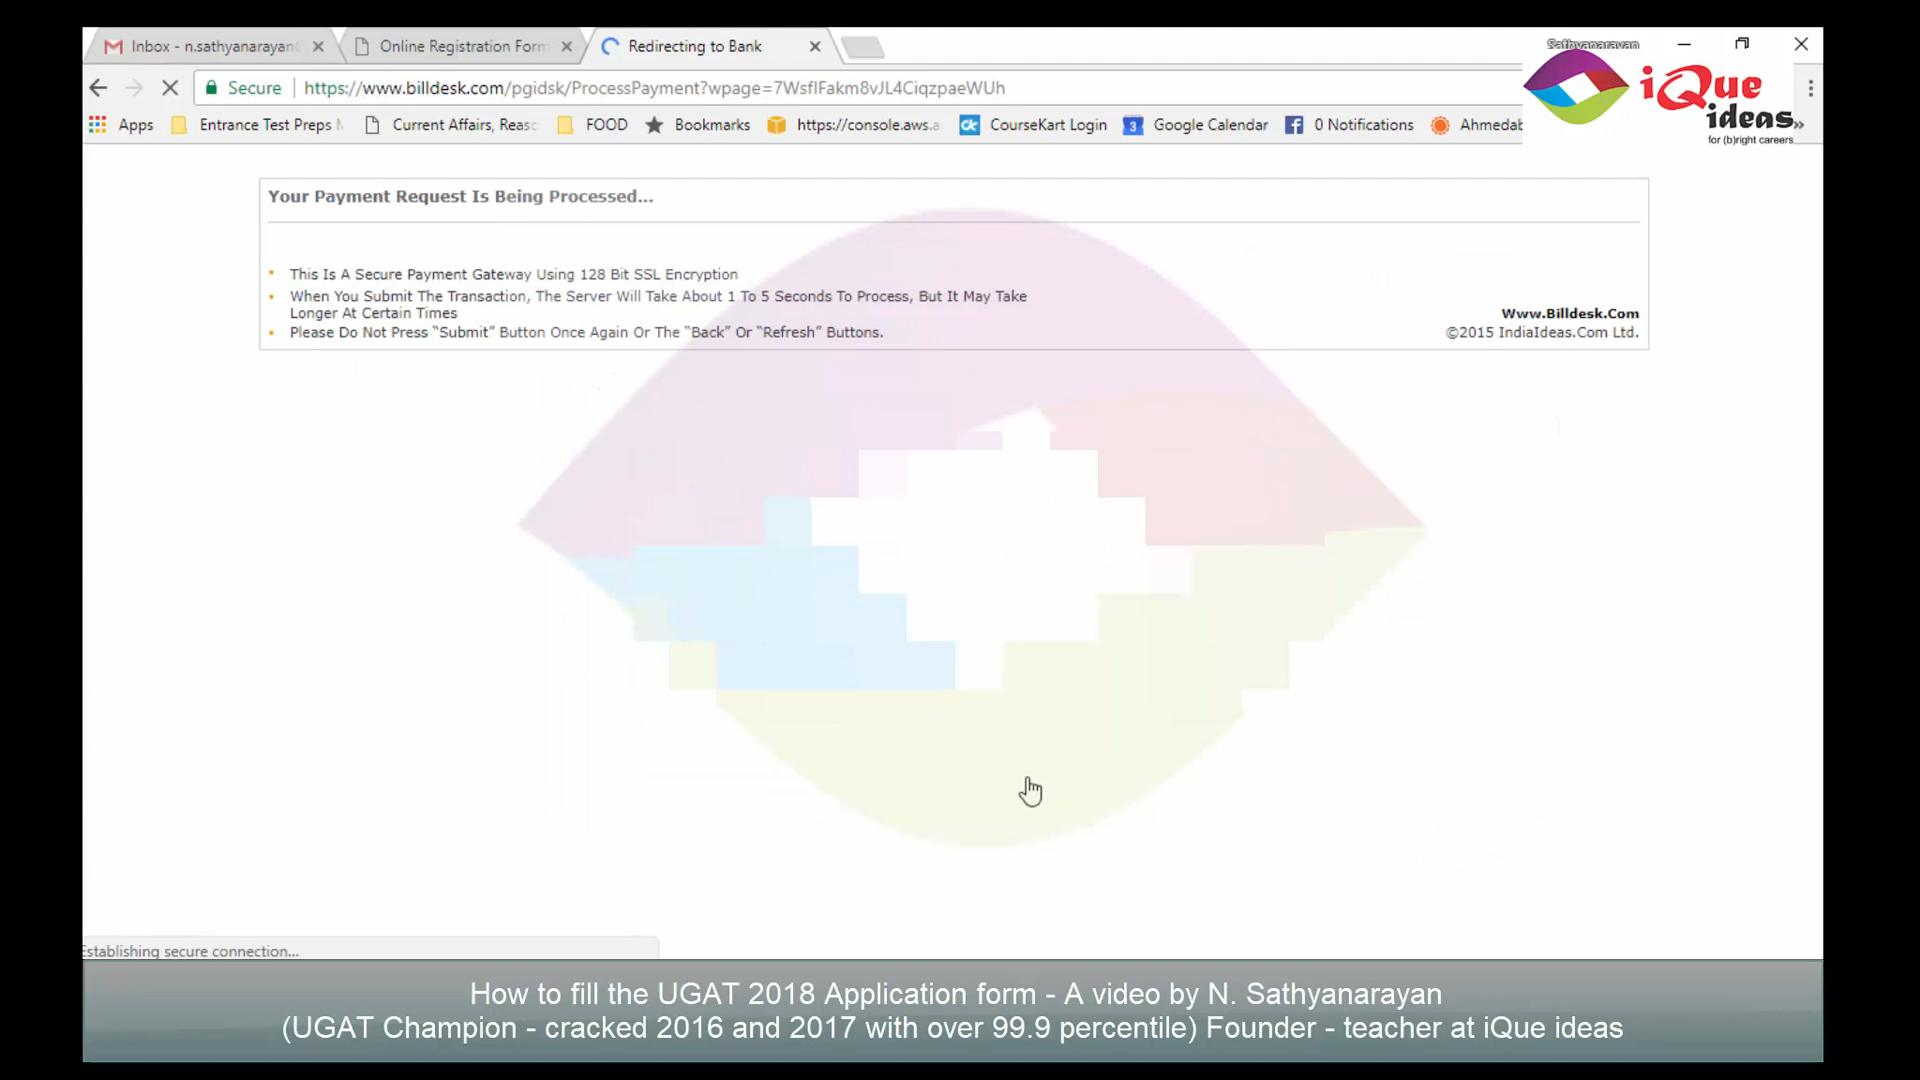 Inbox - n.sathyanarayan
Online Registration Form
Redirecting to Bank
Sathyanarayan
Secure
https://www.billdesk.com/pgidsk/ProcessPayment?wpage=7WsfIFakm8vJL4CiqzpaeWUh
iQue
ideas
for (b)right careers
Apps
Entrance Test Preps
Current Affairs, Reaso
FOOD
Bookmarks
https://console.aws.a
ck
CourseKart Login
3
Google Calendar
0 Notifications
Ahmedab
»
Your Payment Request Is Being Processed...
This Is A Secure Payment Gateway Using 128 Bit SSL Encryption
When You Submit The Transaction, The Server Will Take About 1 To 5 Seconds To Process, But It May Take
Longer At Certain Times
Please Do Not Press “Submit” Button Once Again Or The “Back” Or “Refresh” Buttons.
Www.Billdesk.Com
©2015 IndiaIdeas.Com Ltd.
Establishing secure connection...
How to fill the UGAT 2018 Application form - A video by N. Sathyanarayan
(UGAT Champion - cracked 2016 and 2017 with over 99.9 percentile) Founder - teacher at iQue ideas